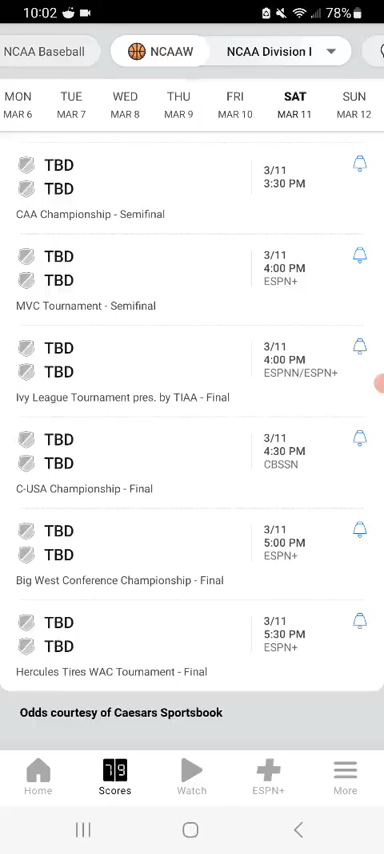 10:02
78%
NCAA Baseball
NCAAW
NCAA Division I
MON TUE WED THU FRI SAT SUN
MAR 6 MAR 7 MAR 8 MAR 9 MAR 10 MAR 11 MAR 12
TBD
TBD
3/11
3:30 PM
CAA Championship - Semifinal
TBD
TBD
3/11
4:00 PM
ESPN+
MVC Tournament - Semifinal
TBD
TBD
3/11
4:00 PM
ESPNN/ESPN+
Ivy League Tournament pres. by TIAA - Final
TBD
TBD
3/11
4:30 PM
CBSSN
C-USA Championship - Final
TBD
TBD
3/11
5:00 PM
ESPN+
Big West Conference Championship - Final
TBD
TBD
3/11
5:30 PM
ESPN+
Hercules Tires WAC Tournament - Final
Odds courtesy of Caesars Sportsbook
79
Home Scores Watch ESPN+ More